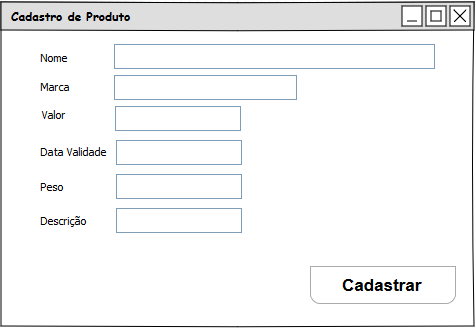 Cadastro de Produto
Nome
Marca
Valor
Data Validade
Peso
Descrição
Cadastrar